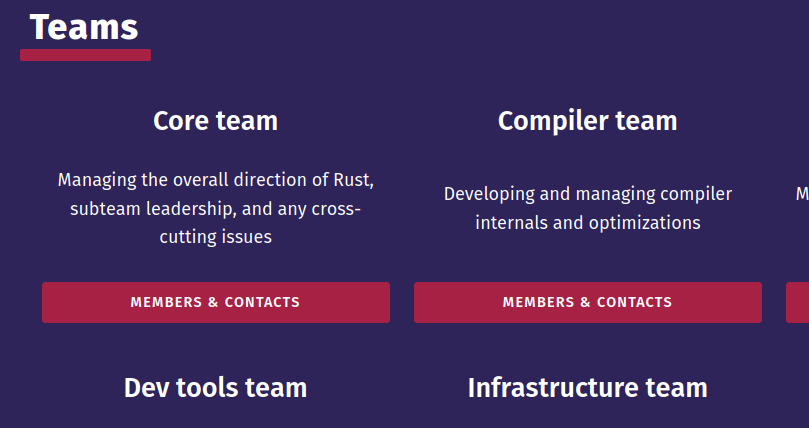 Teams
Core team
Managing the overall direction of Rust,
subteam leadership, and any cross-
cutting issues
MEMBERS & CONTACTS
Compiler team
Developing and managing compiler
internals and optimizations
MEMBERS & CONTACTS
M
Dev tools team
Infrastructure team